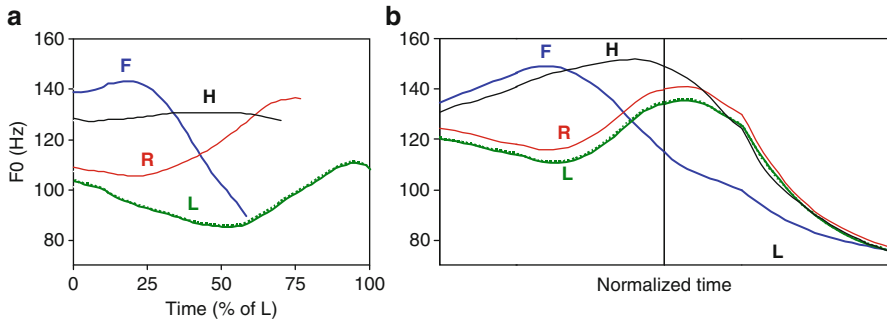 a
160
140
120
100
80
F0 (Hz)
F
H
R
L
0
25
50
75
100
Time (% of L)
b
160
140
120
100
80
F
H
R
L
L
Normalized time